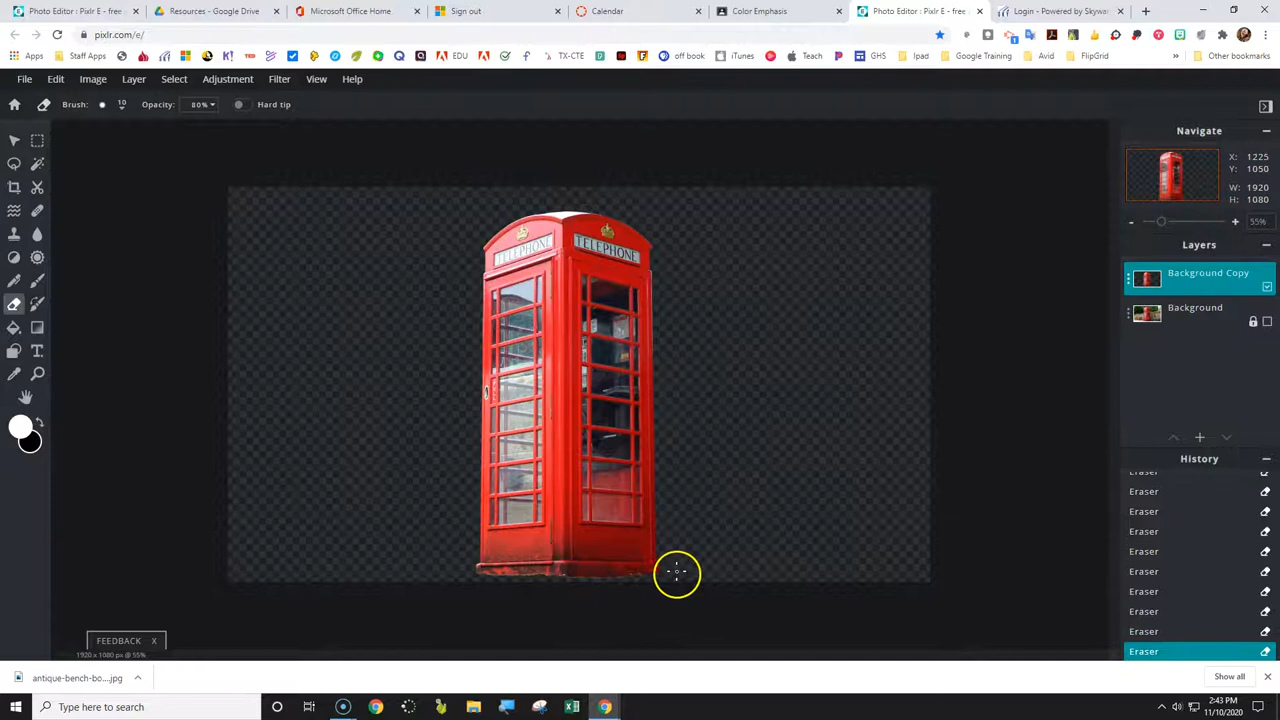 Photo Editor : Pixlr E - free
Resources - Google Drive
Microsoft Office Home
Sign out
Calendar
Color Emphasis
Photo Editor : Pixlr E - free
Login - Powered by Skywar
pixlr.com/e/
Apps
Staff Apps
EDU
TX-CTE
off book
iTunes
Teach
GHS
Ipad
Google Training
Avid
FlipGrid
Other bookmarks
File
Edit
Image
Layer
Select
Adjustment
Filter
View
Help
Brush:
10
Opacity:
80%
Hard tip
Navigate
X: 1225
Y: 1050
W: 1920
H: 1080
55%
Layers
Background Copy
Background
History
Eraser
Eraser
Eraser
Eraser
Eraser
Eraser
Eraser
Eraser
Eraser
TELEPHONE
TELEPHONE
FEEDBACK X
1920 x 1080 px @ 55%
antique-bench-bo....jpg
Show all
Type here to search
2:43 PM
11/10/2020